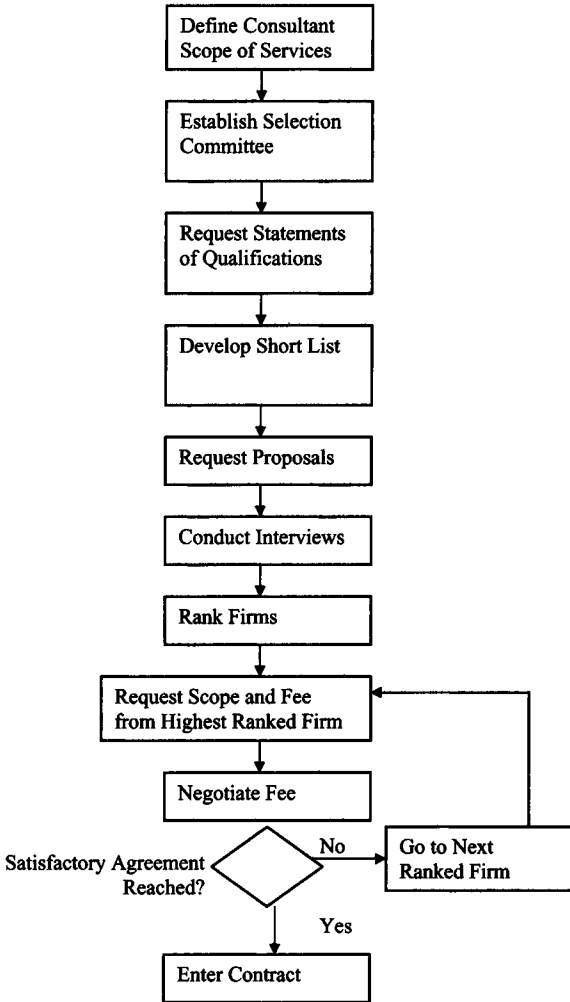 Define Consultant
Scope of Services
Establish Selection
Committee
Request Statements
of Qualifications
Develop Short List
Request Proposals
Conduct Interviews
Rank Firms
Request Scope and Fee
from Highest Ranked Firm
Negotiate Fee
Satisfactory Agreement
Reached?
No
Go to Next
Ranked Firm
Yes
Enter Contract